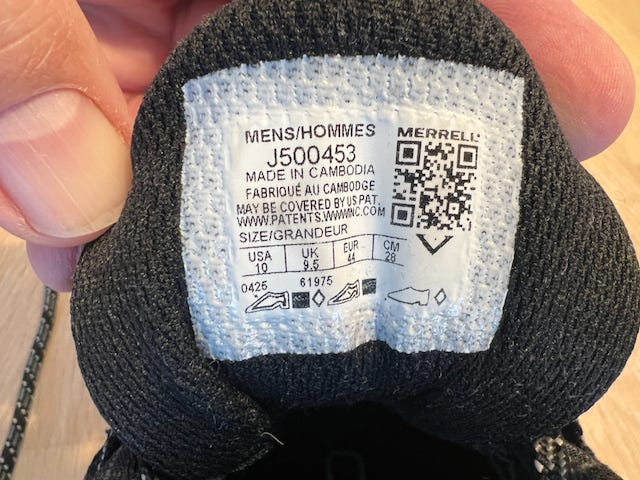 MENS/HOMMES
MERRELL
J500453
MADE IN CAMBODIA
FABRIQUÉ AU CAMBODGE
MAY BE COVERED BY US PAT.
WWW.PATENTS.WWWINC.COM
SIZE/GRANDEUR
USA UK EUR CM
10 9.5 44 28
0425 61975